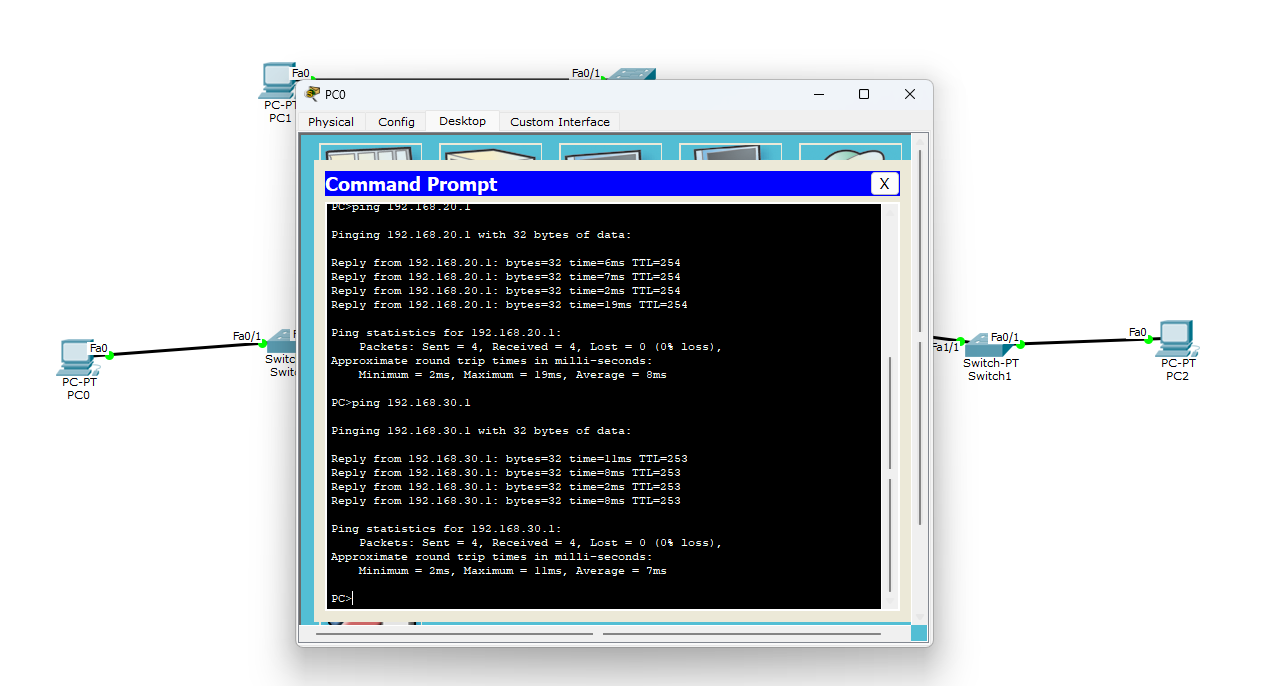 Fa0
Fa0/1
PC-PT
PC1
PC0
Physical
Config
Desktop
Custom Interface
Command Prompt
X
PC>ping 192.168.20.1
Pinging 192.168.20.1 with 32 bytes of data:
Reply from 192.168.20.1: bytes=32 time=6ms TTL=254
Reply from 192.168.20.1: bytes=32 time=7ms TTL=254
Reply from 192.168.20.1: bytes=32 time=2ms TTL=254
Reply from 192.168.20.1: bytes=32 time=19ms TTL=254
Ping statistics for 192.168.20.1:
Packets: Sent = 4, Received = 4, Lost = 0 (0% loss),
Approximate round trip times in milli-seconds:
Minimum = 2ms, Maximum = 19ms, Average = 8ms
PC>ping 192.168.30.1
Pinging 192.168.30.1 with 32 bytes of data:
Reply from 192.168.30.1: bytes=32 time=11ms TTL=253
Reply from 192.168.30.1: bytes=32 time=8ms TTL=253
Reply from 192.168.30.1: bytes=32 time=2ms TTL=253
Reply from 192.168.30.1: bytes=32 time=8ms TTL=253
Ping statistics for 192.168.30.1:
Packets: Sent = 4, Received = 4, Lost = 0 (0% loss),
Approximate round trip times in milli-seconds:
Minimum = 2ms, Maximum = 11ms, Average = 7ms
PC>
Fa0
PC-PT
PC0
Fa0/1
Fa1/1
Fa0/1
Switch-PT
Switch1
Fa0
PC-PT
PC2